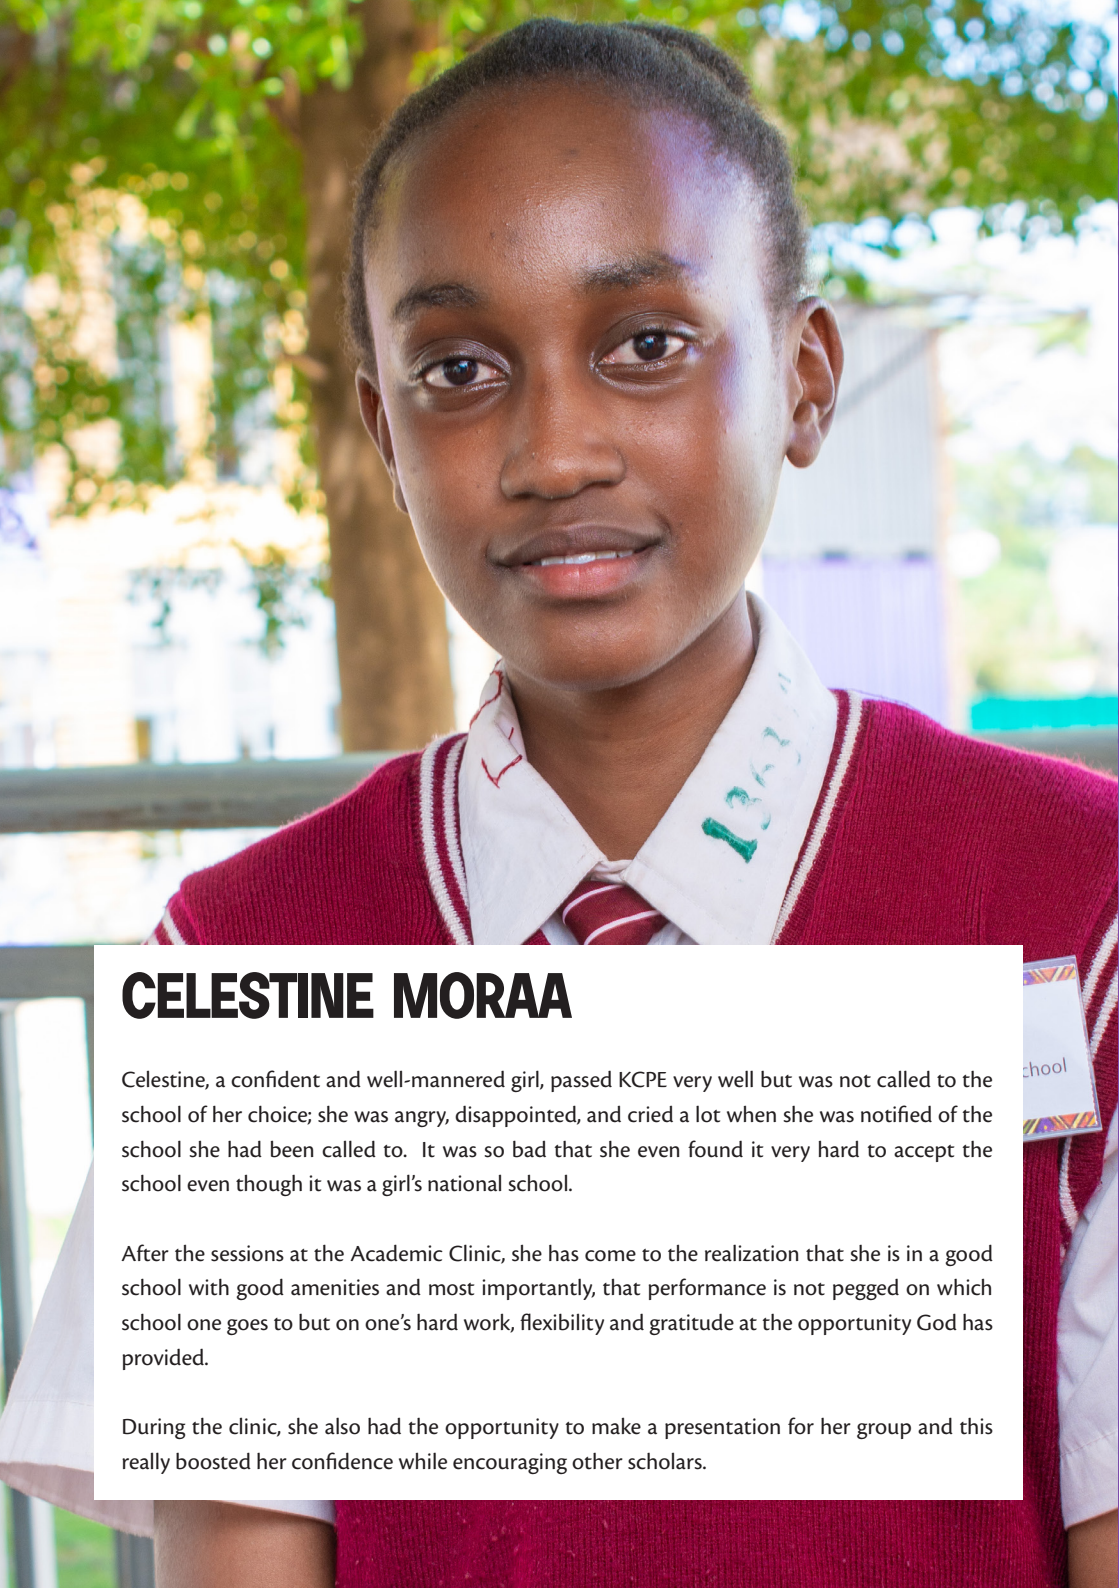 1363
CELESTINE MORAA
Celestine, a confident and well-mannered girl, passed KCPE very well but was not called to the
school of her choice; she was angry, disappointed, and cried a lot when she was notified of the
school she had been called to.  It was so bad that she even found it very hard to accept the
school even though it was a girl’s national school.
After the sessions at the Academic Clinic, she has come to the realization that she is in a good
school with good amenities and most importantly, that performance is not pegged on which
school one goes to but on one’s hard work, flexibility and gratitude at the opportunity God has
provided.
During the clinic, she also had the opportunity to make a presentation for her group and this
really boosted her confidence while encouraging other scholars.
chool